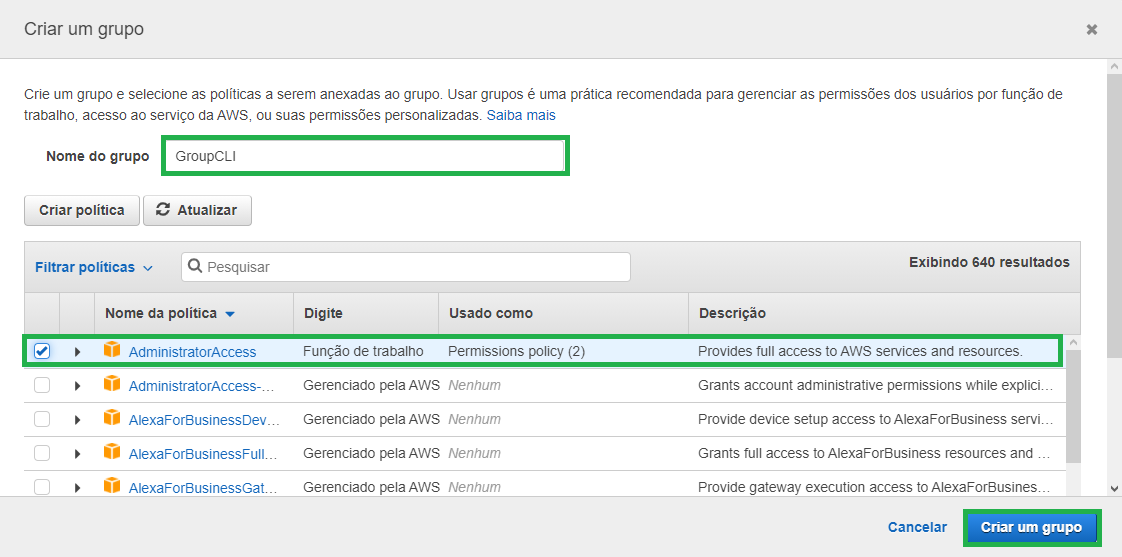 Criar um grupo
Crie um grupo e selecione as políticas a serem anexadas ao grupo. Usar grupos é uma prática recomendada para gerenciar as permissões dos usuários por função de
trabalho, acesso ao serviço da AWS, ou suas permissões personalizadas. Saiba mais
Nome do grupo GroupCLI
Criar política Atualizar
Filtrar políticas Pesquisar Exibindo 640 resultados
Nome da política Digite Usado como Descrição
AdministratorAccess Função de trabalho Permissions policy (2) Provides full access to AWS services and resources.
AdministratorAccess-... Gerenciado pela AWS Nenhum Grants account administrative permissions while explici...
AlexaForBusinessDev... Gerenciado pela AWS Nenhum Provide device setup access to AlexaForBusiness servi...
AlexaForBusinessFull... Gerenciado pela AWS Nenhum Grants full access to AlexaForBusiness resources and ...
AlexaForBusinessGat... Gerenciado pela AWS Nenhum Provide gateway execution access to AlexaForBusines...
Cancelar Criar um grupo